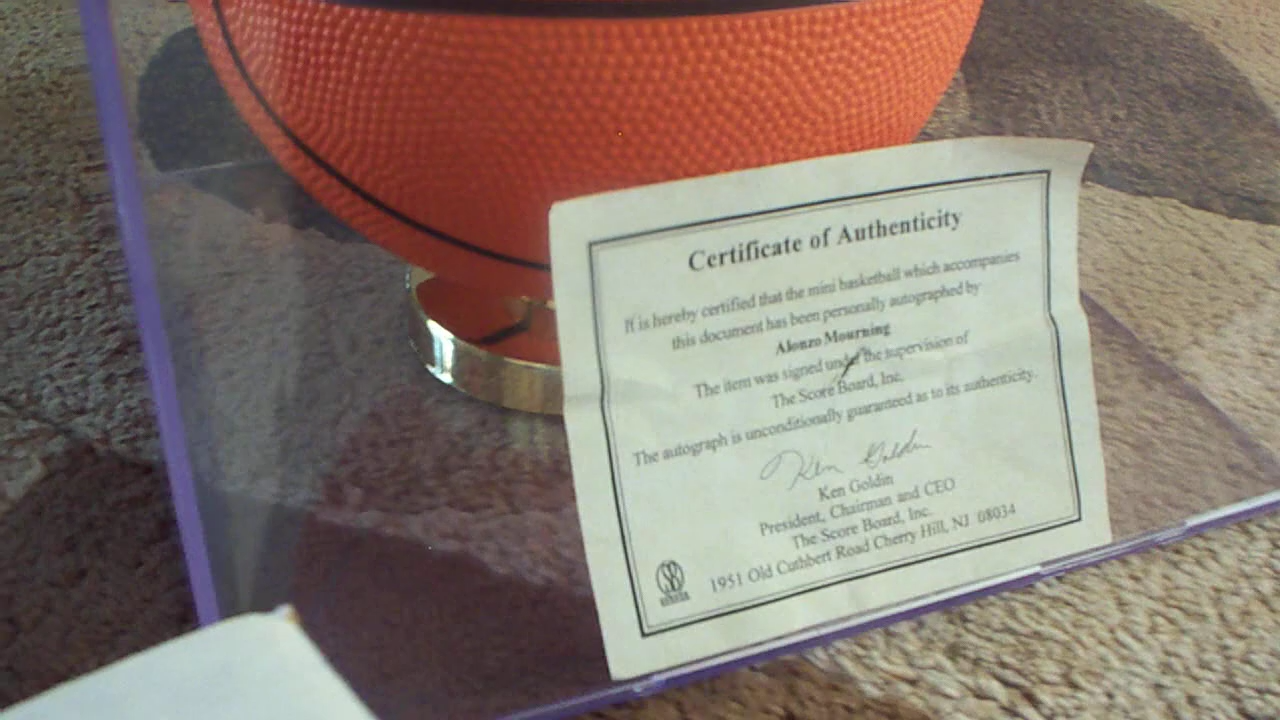 Certificate of Authenticity
It is hereby certified that the mini basketball which accompanies
this document has been personally autographed by
Alonzo Mourning
The item was signed under the supervision of
The Score Board, Inc.
The autograph is unconditionally guaranteed as to its authenticity.
Ken Goldin
Ken Goldin
President, Chairman and CEO
The Score Board, Inc.
1951 Old Cuthbert Road Cherry Hill, NJ 08034